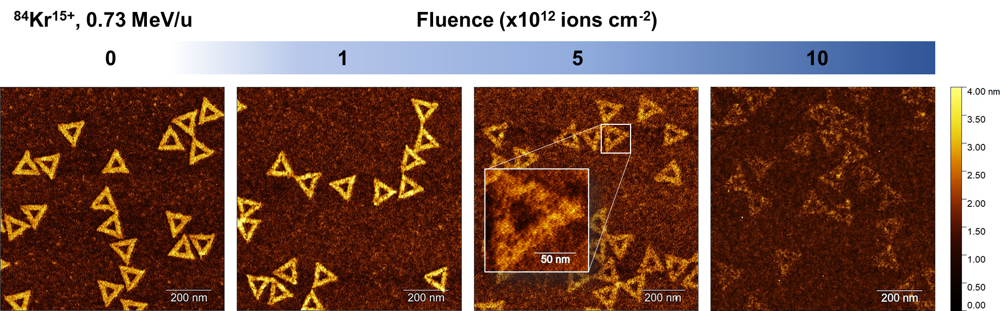 ⁸⁴Kr¹⁵⁺, 0.73 MeV/u
Fluence (x10¹² ions cm⁻²)
0 1 5 10
4.00 nm
3.50
3.00
2.50
2.00
1.50
1.00
0.50
0.00
50 nm
200 nm 200 nm 200 nm 200 nm